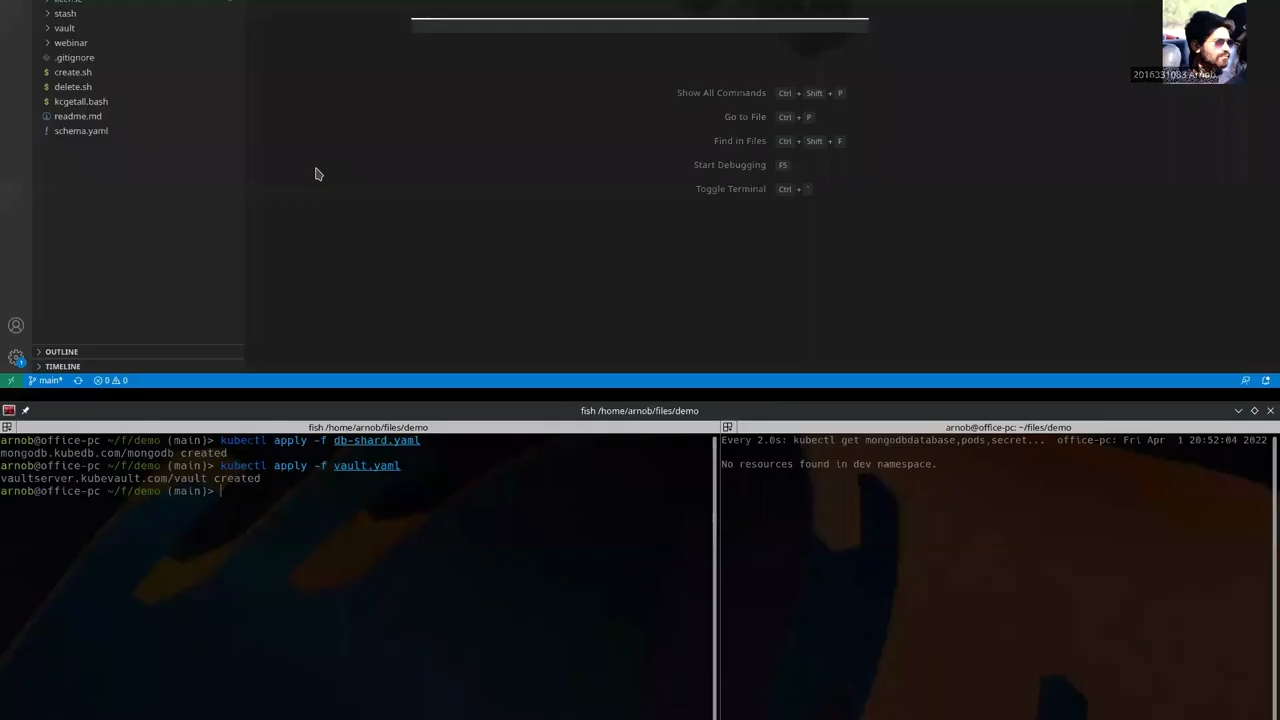 stash
vault
webinar
.gitignore
$ create.sh
$ delete.sh
$ kcgetall.bash
readme.md
! schema.yaml
2016331083 Arnob
Show All Commands Ctrl + Shift + P
Go to File Ctrl + P
Find in Files Ctrl + Shift + F
Start Debugging F5
Toggle Terminal Ctrl + `
OUTLINE
TIMELINE
1
main* 0 0
fish /home/arnob/files/demo
fish /home/arnob/files/demo
arnob@office-pc ~/f/demo (main)> kubectl apply -f db-shard.yaml
mongodb.kubedb.com/mongodb created
arnob@office-pc ~/f/demo (main)> kubectl apply -f vault.yaml
vaultserver.kubevault.com/vault created
arnob@office-pc ~/f/demo (main)>
arnob@office-pc: ~/files/demo
Every 2.0s: kubectl get mongodbdatabase,pods,secret... office-pc: Fri Apr 1 20:52:04 2022
No resources found in dev namespace.